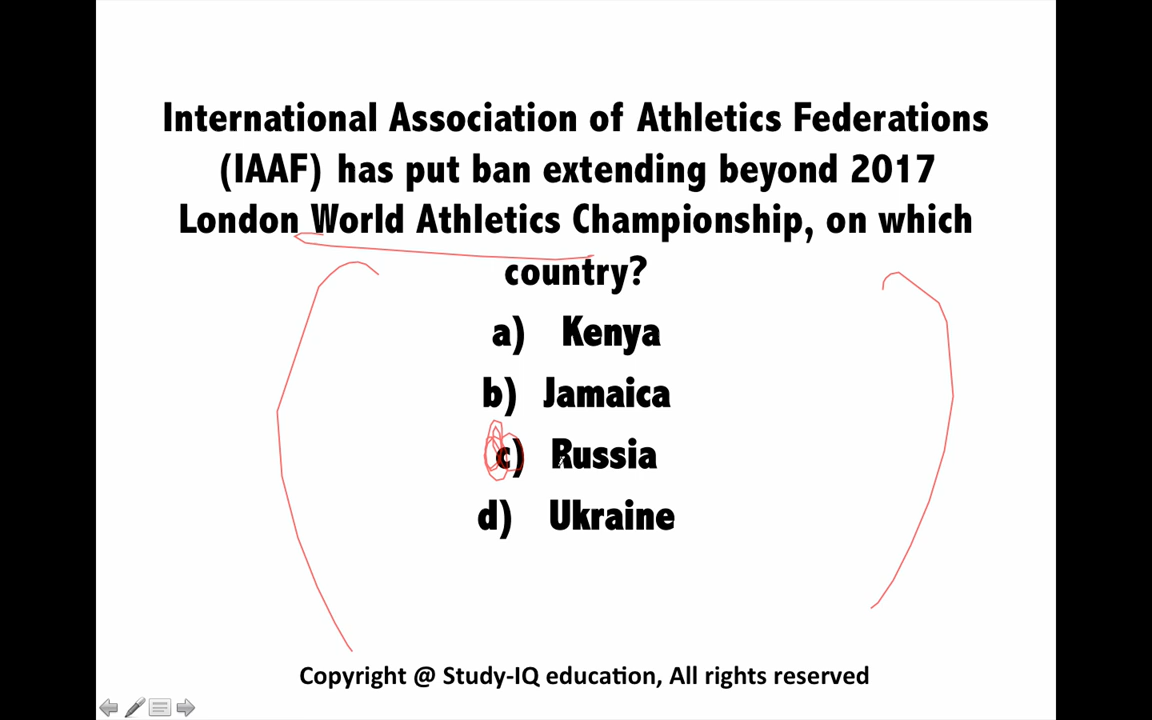 International Association of Athletics Federations
(IAAF) has put ban extending beyond 2017
London World Athletics Championship, on which
country?
a) Kenya
b) Jamaica
c) Russia
d) Ukraine
Copyright @ Study-IQ education, All rights reserved